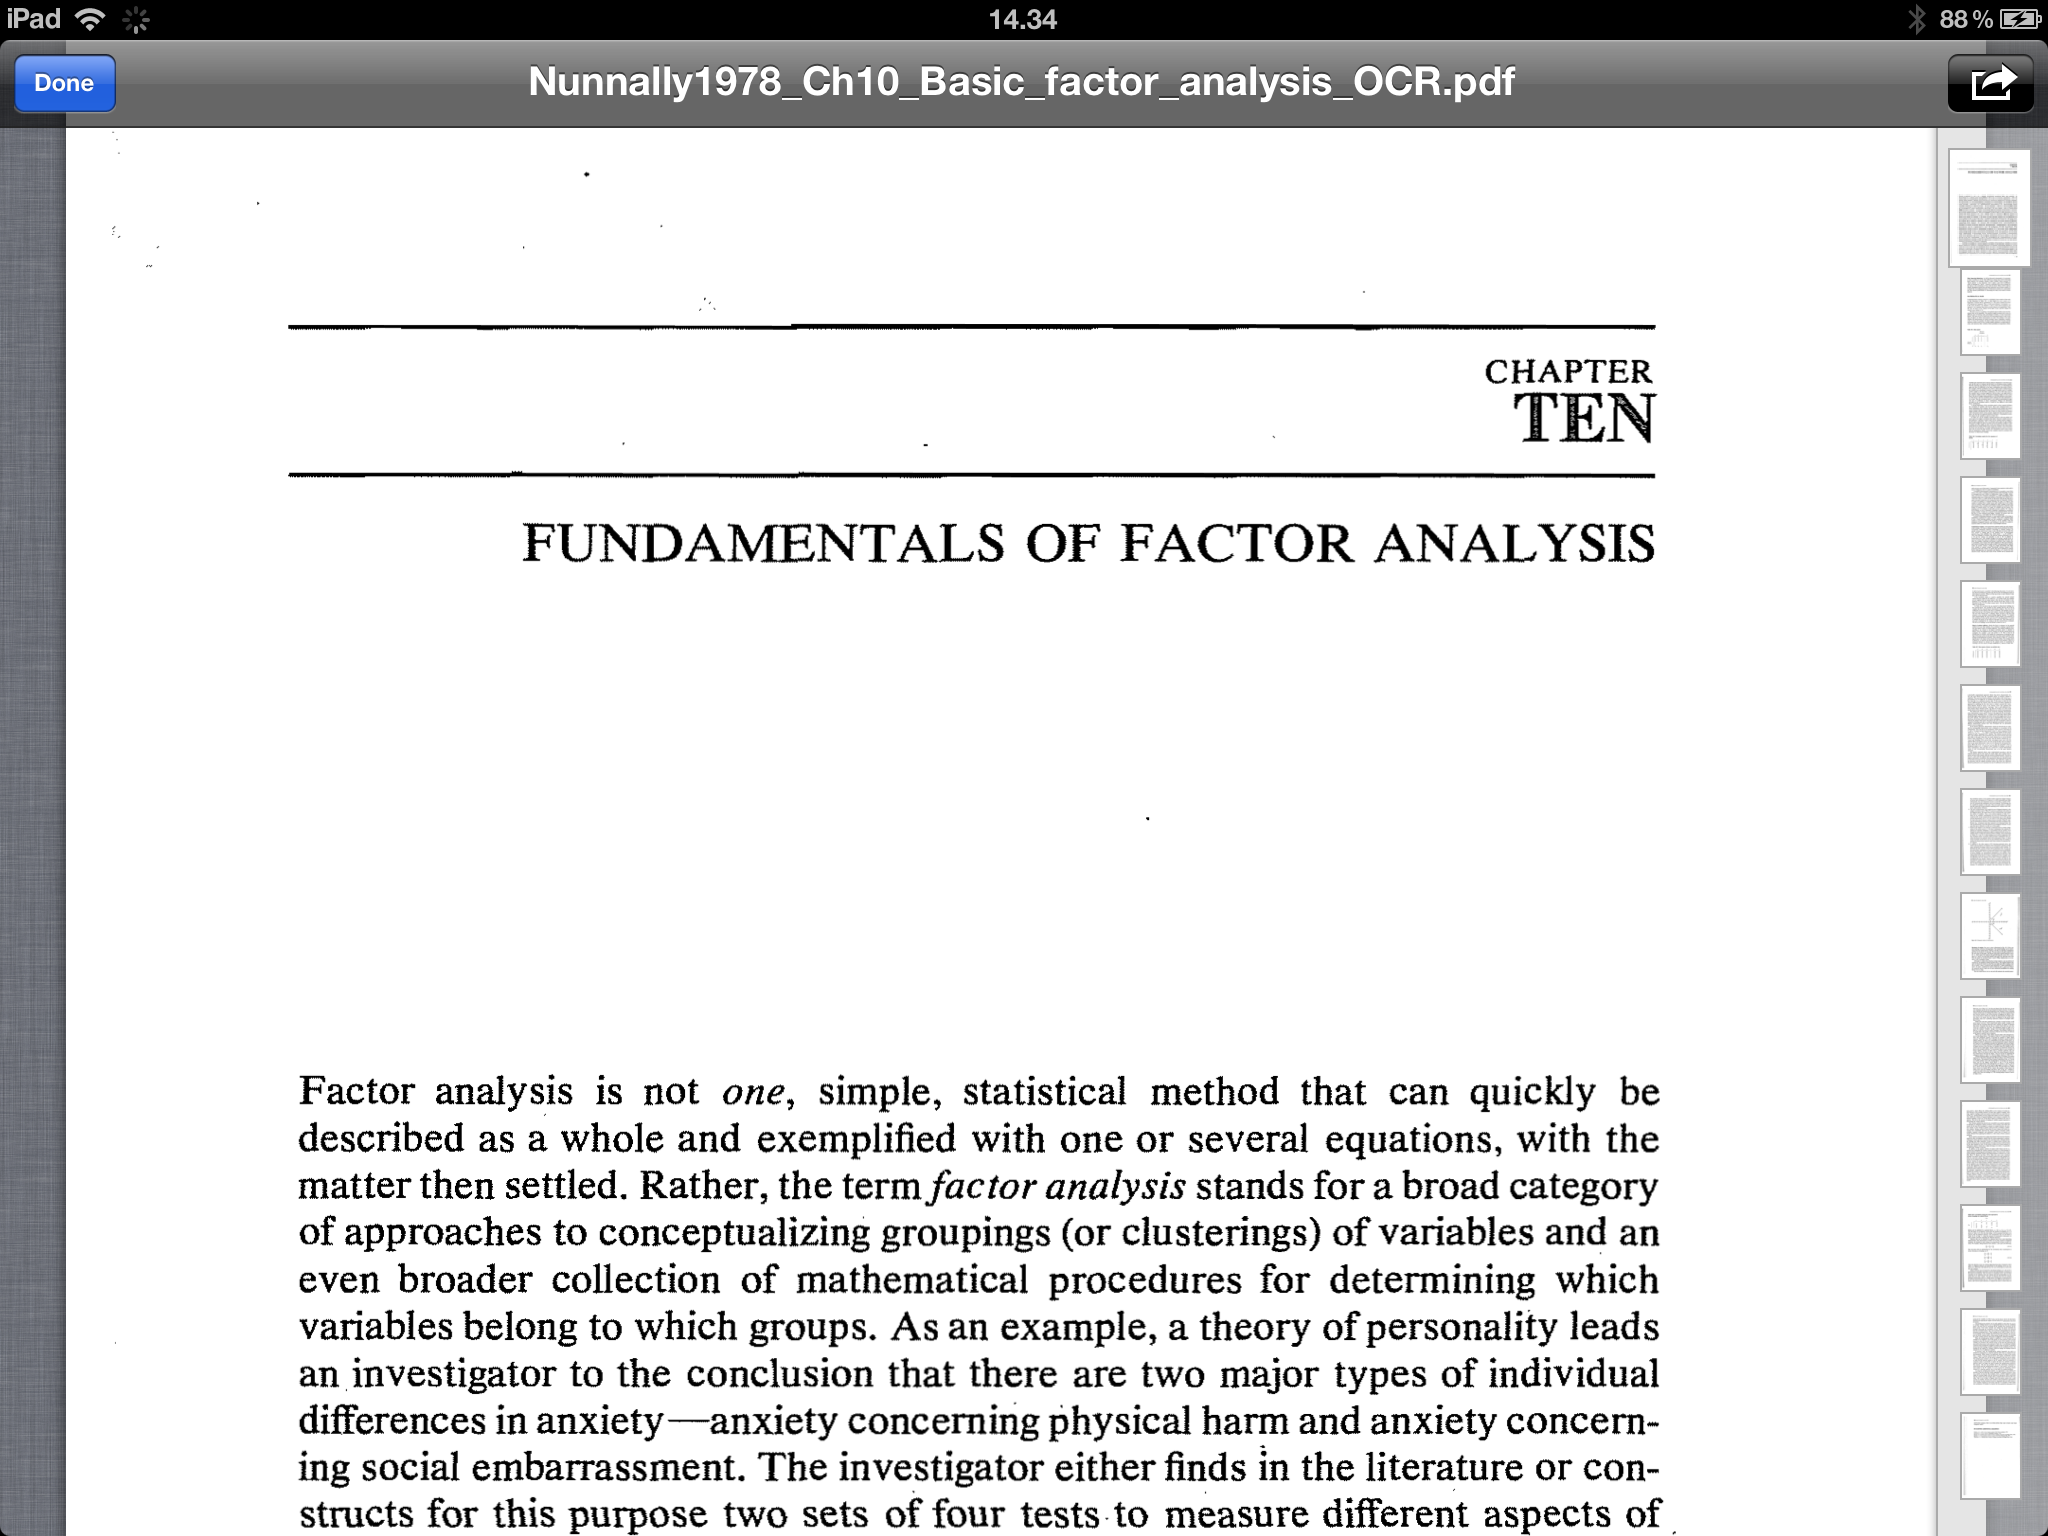 iPad 14.34 88%
Done Nunnally1978_Ch10_Basic_factor_analysis_OCR.pdf
CHAPTER
TEN
FUNDAMENTALS OF FACTOR ANALYSIS
Factor analysis is not one, simple, statistical method that can quickly be
described as a whole and exemplified with one or several equations, with the
matter then settled. Rather, the term factor analysis stands for a broad category
of approaches to conceptualizing groupings (or clusterings) of variables and an
even broader collection of mathematical procedures for determining which
variables belong to which groups. As an example, a theory of personality leads
an investigator to the conclusion that there are two major types of individual
differences in anxiety—anxiety concerning physical harm and anxiety concern-
ing social embarrassment. The investigator either finds in the literature or con-
structs for this purpose two sets of four tests to measure different aspects of